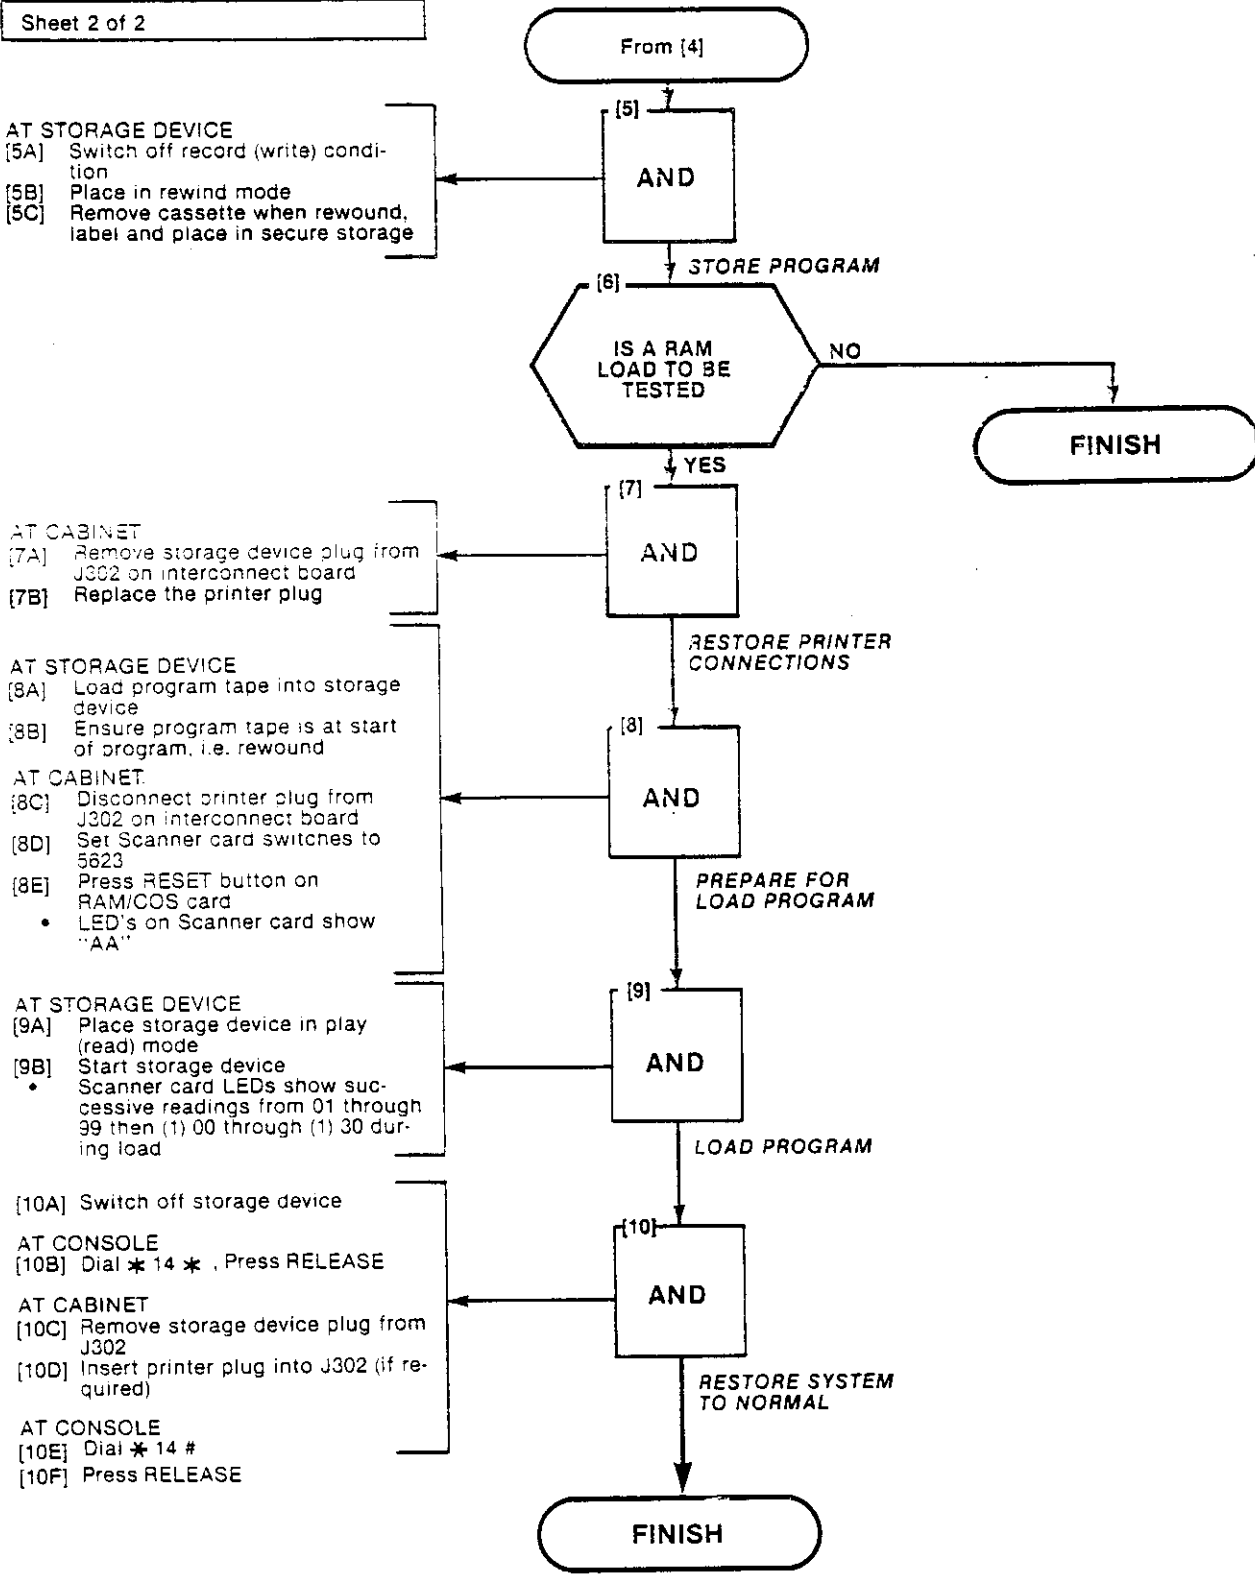 Sheet 2 of 2
From [4]
[5]
AND
AT STORAGE DEVICE
[5A] Switch off record (write) condi-
tion
[5B] Place in rewind mode
[5C] Remove cassette when rewound,
label and place in secure storage
STORE PROGRAM
[6]
IS A RAM
LOAD TO BE
TESTED
NO
FINISH
YES
[7]
AND
AT CABINET
[7A] Remove storage device plug from
J302 on interconnect board
[7B] Replace the printer plug
RESTORE PRINTER
CONNECTIONS
[8]
AND
AT STORAGE DEVICE
[8A] Load program tape into storage
device
[8B] Ensure program tape is at start
of program, i.e. rewound
AT CABINET.
[8C] Disconnect printer plug from
J302 on interconnect board
[8D] Set Scanner card switches to
5623
[8E] Press RESET button on
RAM/COS card
• LED's on Scanner card show
"AA"
PREPARE FOR
LOAD PROGRAM
[9]
AND
AT STORAGE DEVICE
[9A] Place storage device in play
(read) mode
[9B] Start storage device
• Scanner card LEDs show suc-
cessive readings from 01 through
99 then (1) 00 through (1) 30 dur-
ing load
LOAD PROGRAM
[10]
AND
[10A] Switch off storage device
AT CONSOLE
[10B] Dial * 14 * , Press RELEASE
AT CABINET
[10C] Remove storage device plug from
J302
[10D] Insert printer plug into J302 (if re-
quired)
AT CONSOLE
[10E] Dial * 14 #
[10F] Press RELEASE
RESTORE SYSTEM
TO NORMAL
FINISH